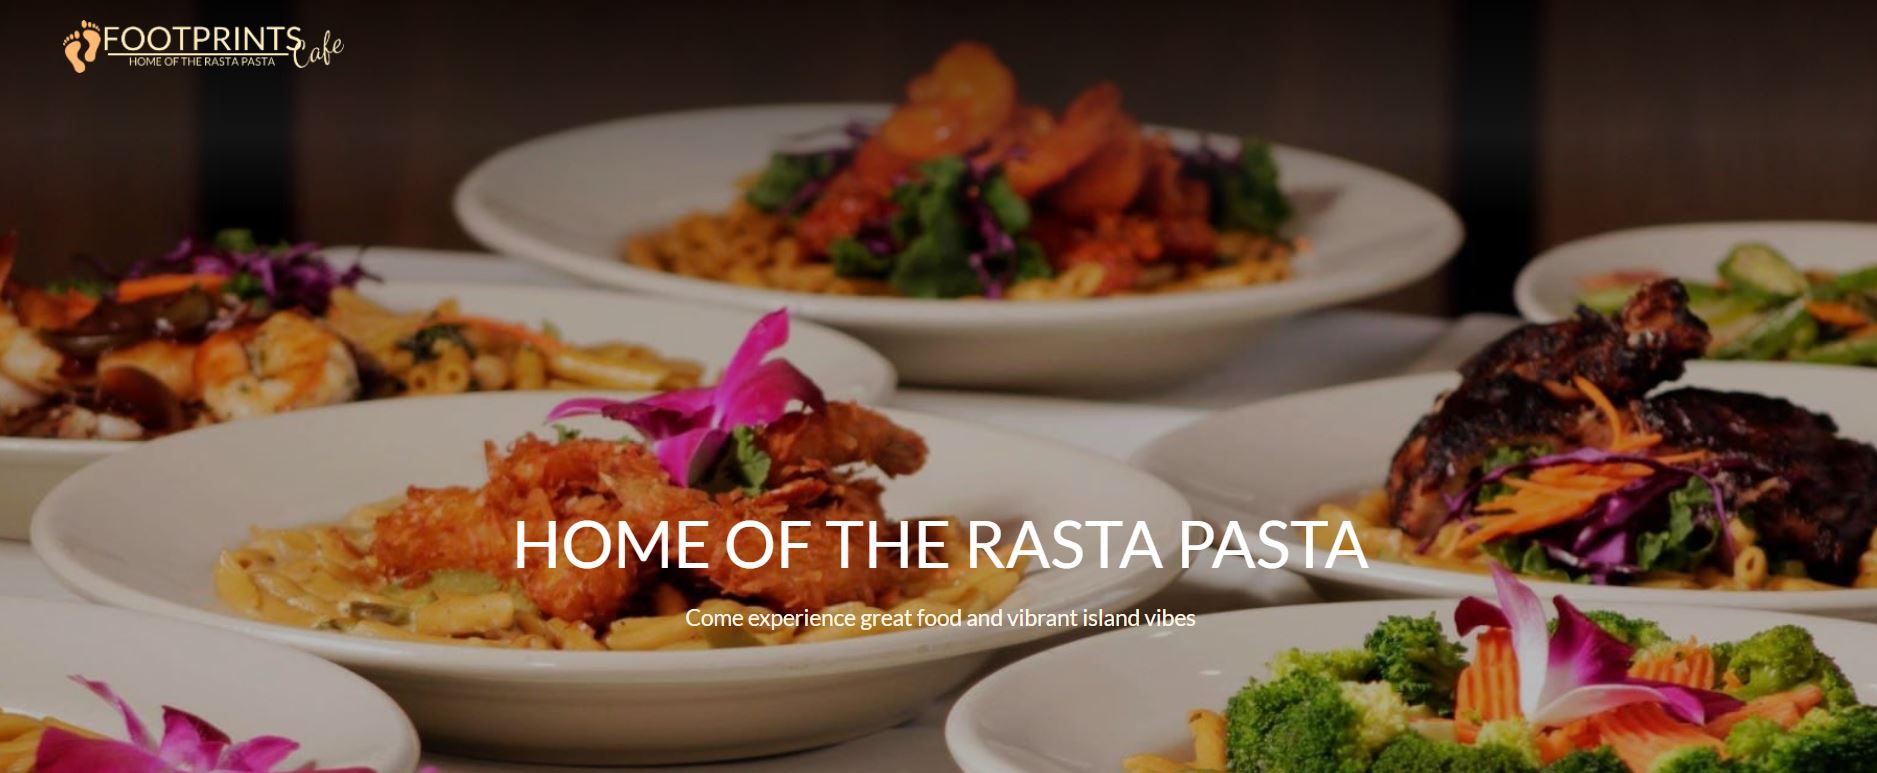 FOOTPRINTS
Cafe
HOME OF THE RASTA PASTA
HOME OF THE RASTA PASTA
Come experience great food and vibrant island vibes